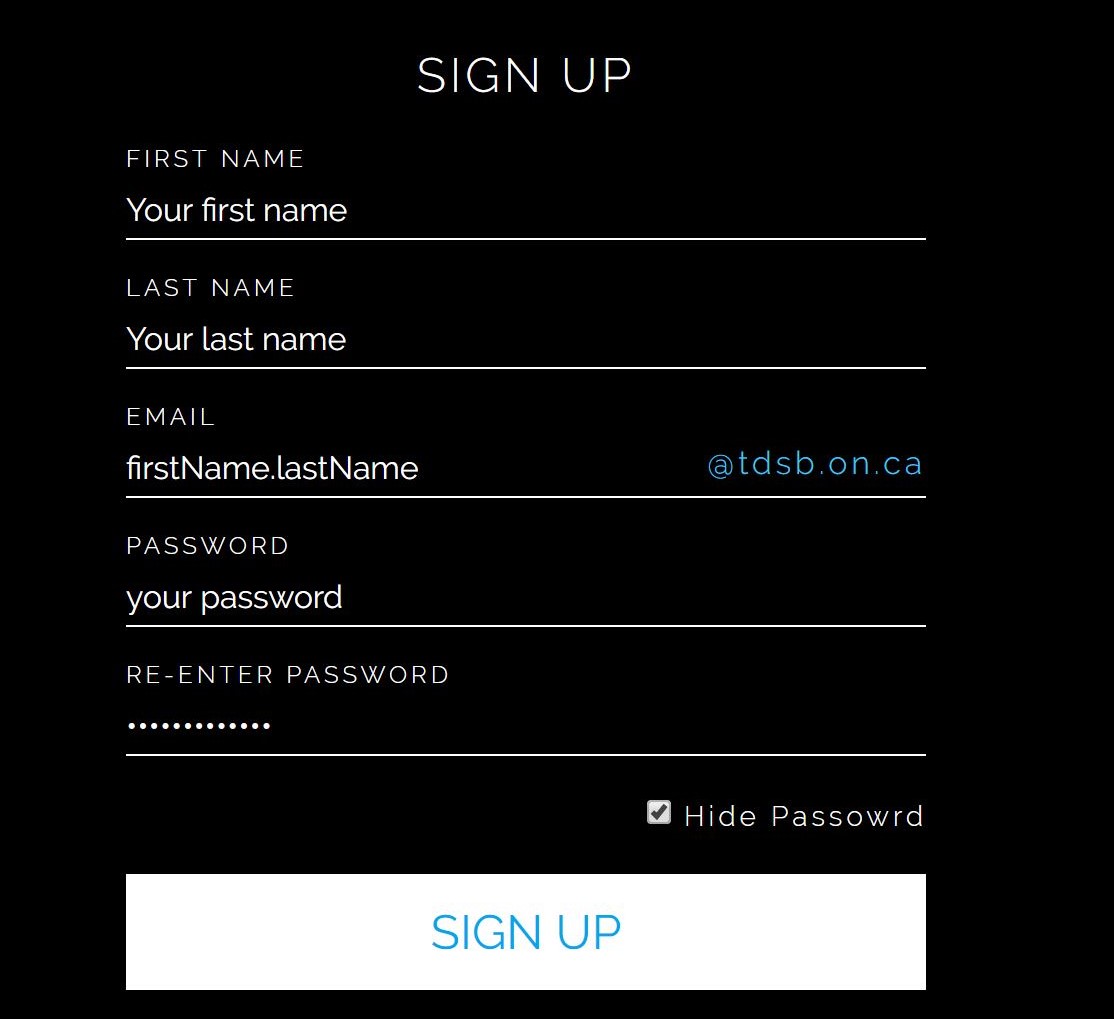 SIGN UP
FIRST NAME
Your first name
LAST NAME
Your last name
EMAIL
firstName.lastName @tdsb.on.ca
PASSWORD
your password
RE-ENTER PASSWORD
•••••••••••••
Hide Passowrd
SIGN UP